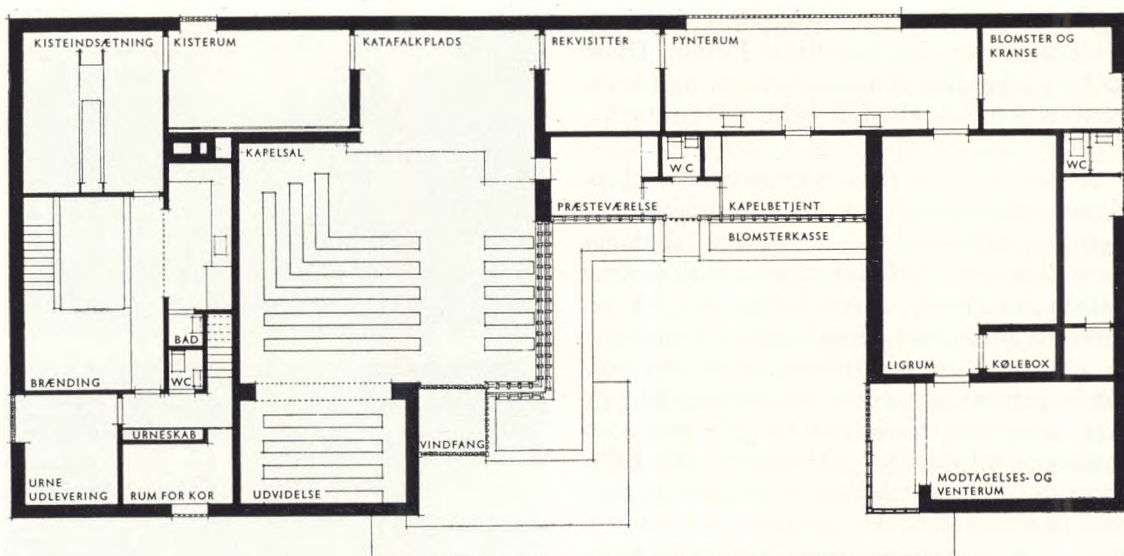 KISTEINDSÆTNING
KISTERUM
KATAFALKPLADS
REKVISITTER
PYNTERUM
BLOMSTER OG
KRANSE
KAPELSAL
WC
WC
PRÆSTEVÆRELSE
KAPELBETJENT
BLOMSTERKASSE
BAD
WC
BRÆNDING
LIGRUM
KØLEBOX
URNESKAB
VINDFANG
URNE
UDLEVERING
RUM FOR KOR
UDVIDELSE
MODTAGELSES- OG
VENTERUM